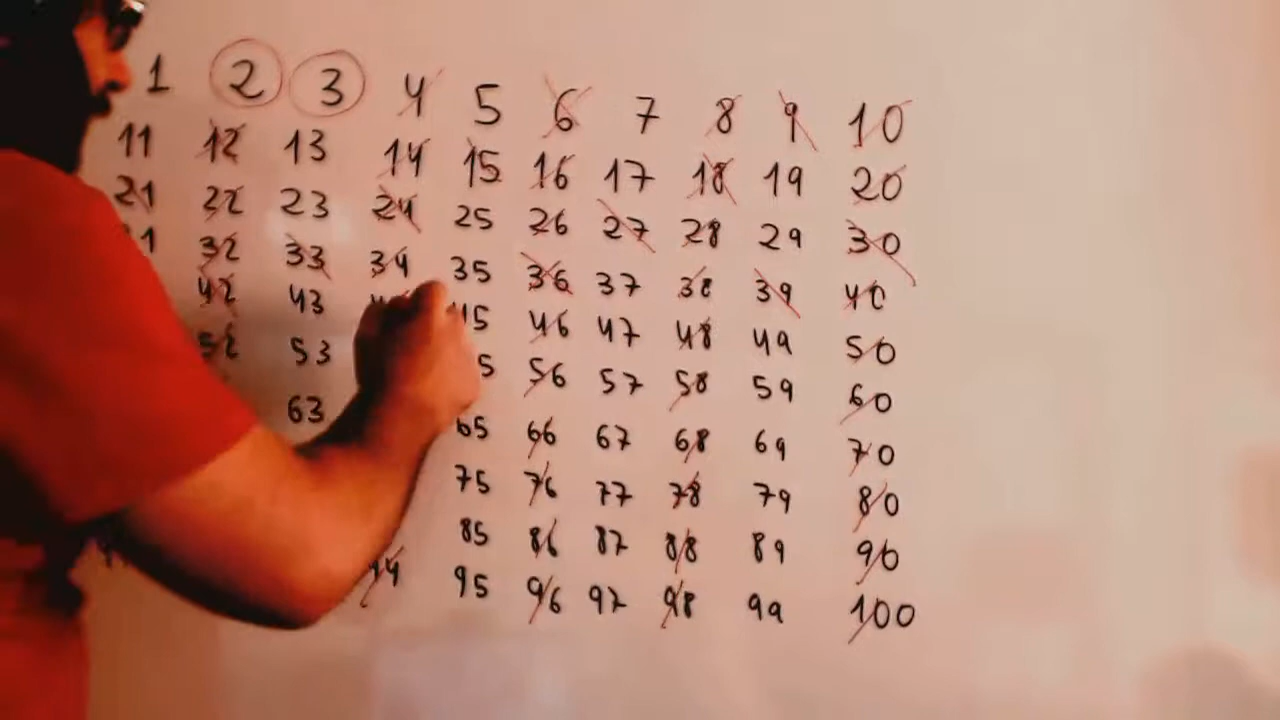 1 2 3 4 5 6 7 8 9 10
11 12 13 14 15 16 17 18 19 20
21 22 23 24 25 26 27 28 29 30
32 33 34 35 36 37 38 39 40
42 43 45 46 47 48 49 50
52 53 56 57 58 59 60
63 65 66 67 68 69 70
75 76 77 78 79 80
85 86 87 88 89 90
95 96 97 98 99 100